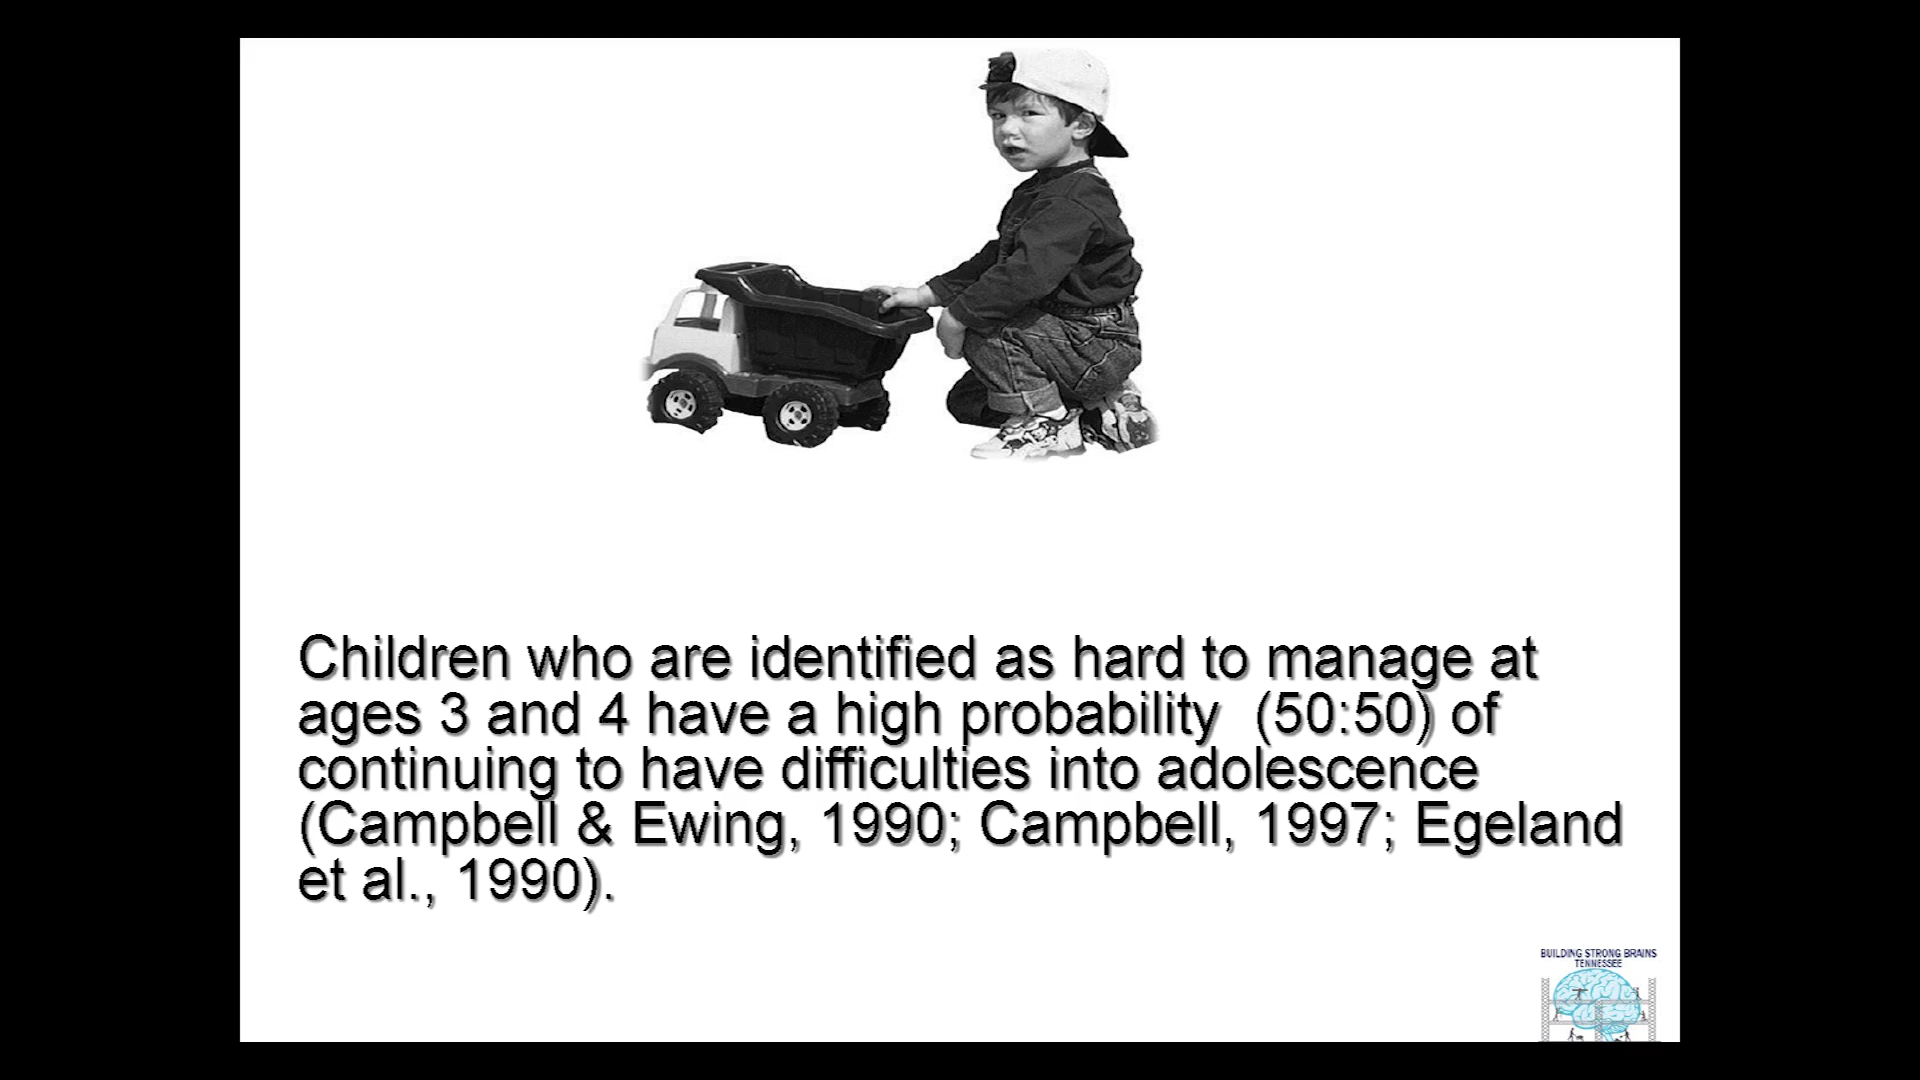 Children who are identified as hard to manage at
ages 3 and 4 have a high probability  (50:50) of
continuing to have difficulties into adolescence
(Campbell & Ewing, 1990; Campbell, 1997; Egeland
et al., 1990).
BUILDING STRONG BRAINS
TENNESSEE